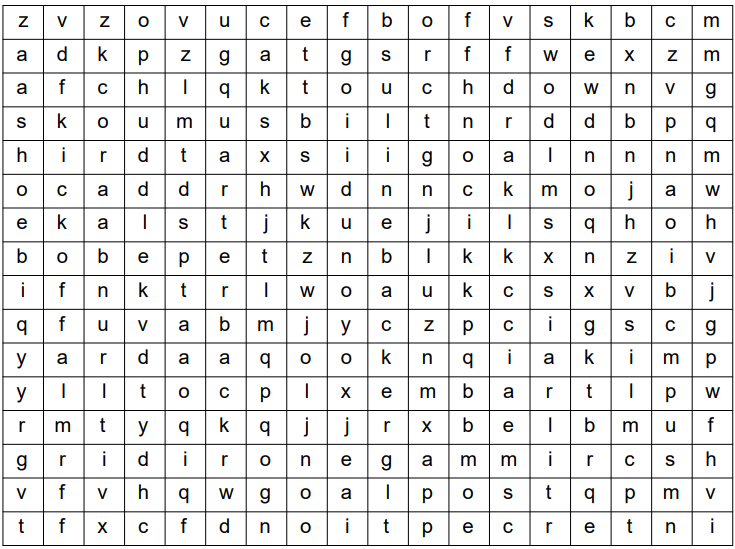 z v z o v u c e f b o f v s k b c m
a d k p z g a t g s r f f w e x z m
a f c h l q k t o u c h d o w n v g
s k o u m u s b i l t n r d d b p q
h i r d t a x s i i g o a l n n n m
o c a d d r h w d n n c k m o j a w
e k a l s t j k u e j i l s q h o h
b o b e p e t z n b l k k x n z i v
i f n k t r l w o a u k c s x v b j
q f u v a b m j y c z p c i g s c g
y a r d a a q o o k n q i a k i m p
y l l t o c p l x e m b a r t l p w
r m t y q k q j j r x b e l b m u f
g r i d i r o n e g a m m i r c s h
v f v h q w g o a l p o s t q p m v
t f x c f d n o i t p e c r e t n i